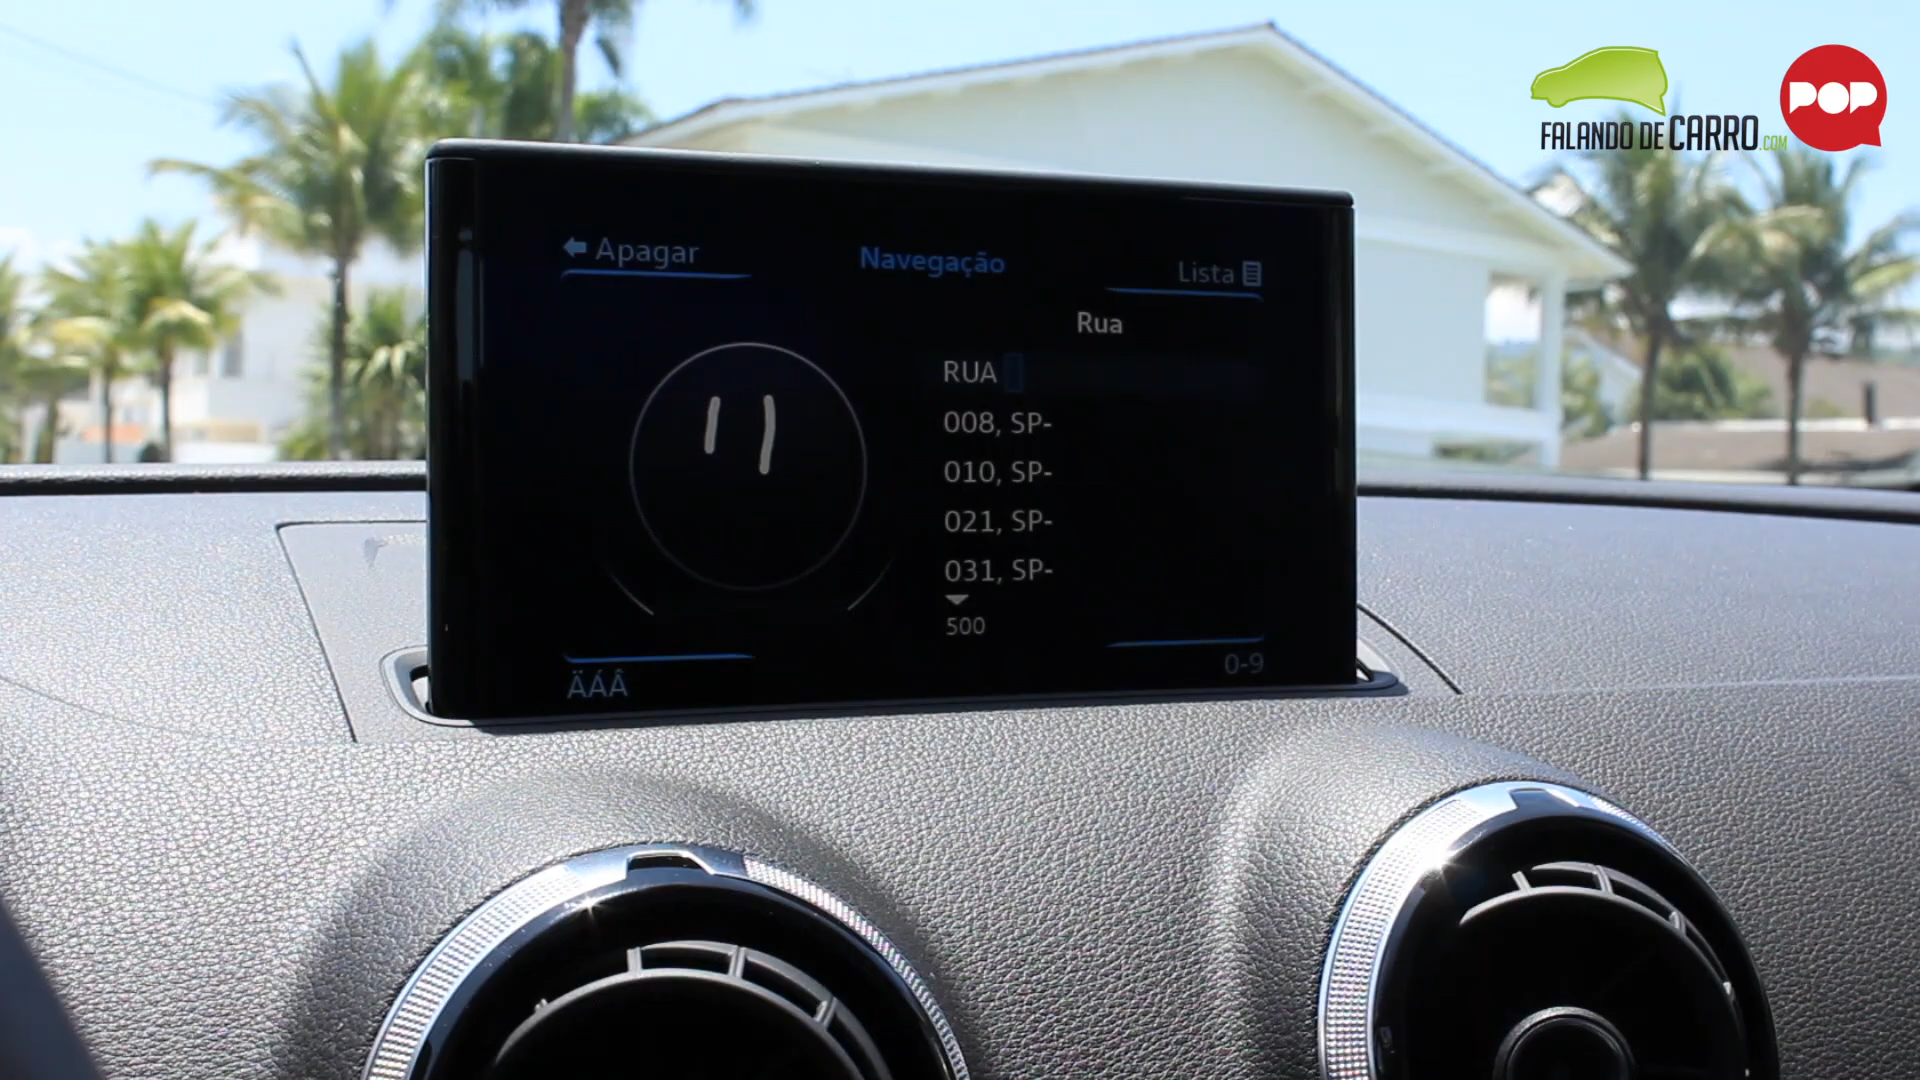 FALANDO DE CARRO.COM
POP
Apagar
Navegação
Lista
Rua
RUA
008, SP-
010, SP-
021, SP-
031, SP-
500
ÄÁÂ
0-9